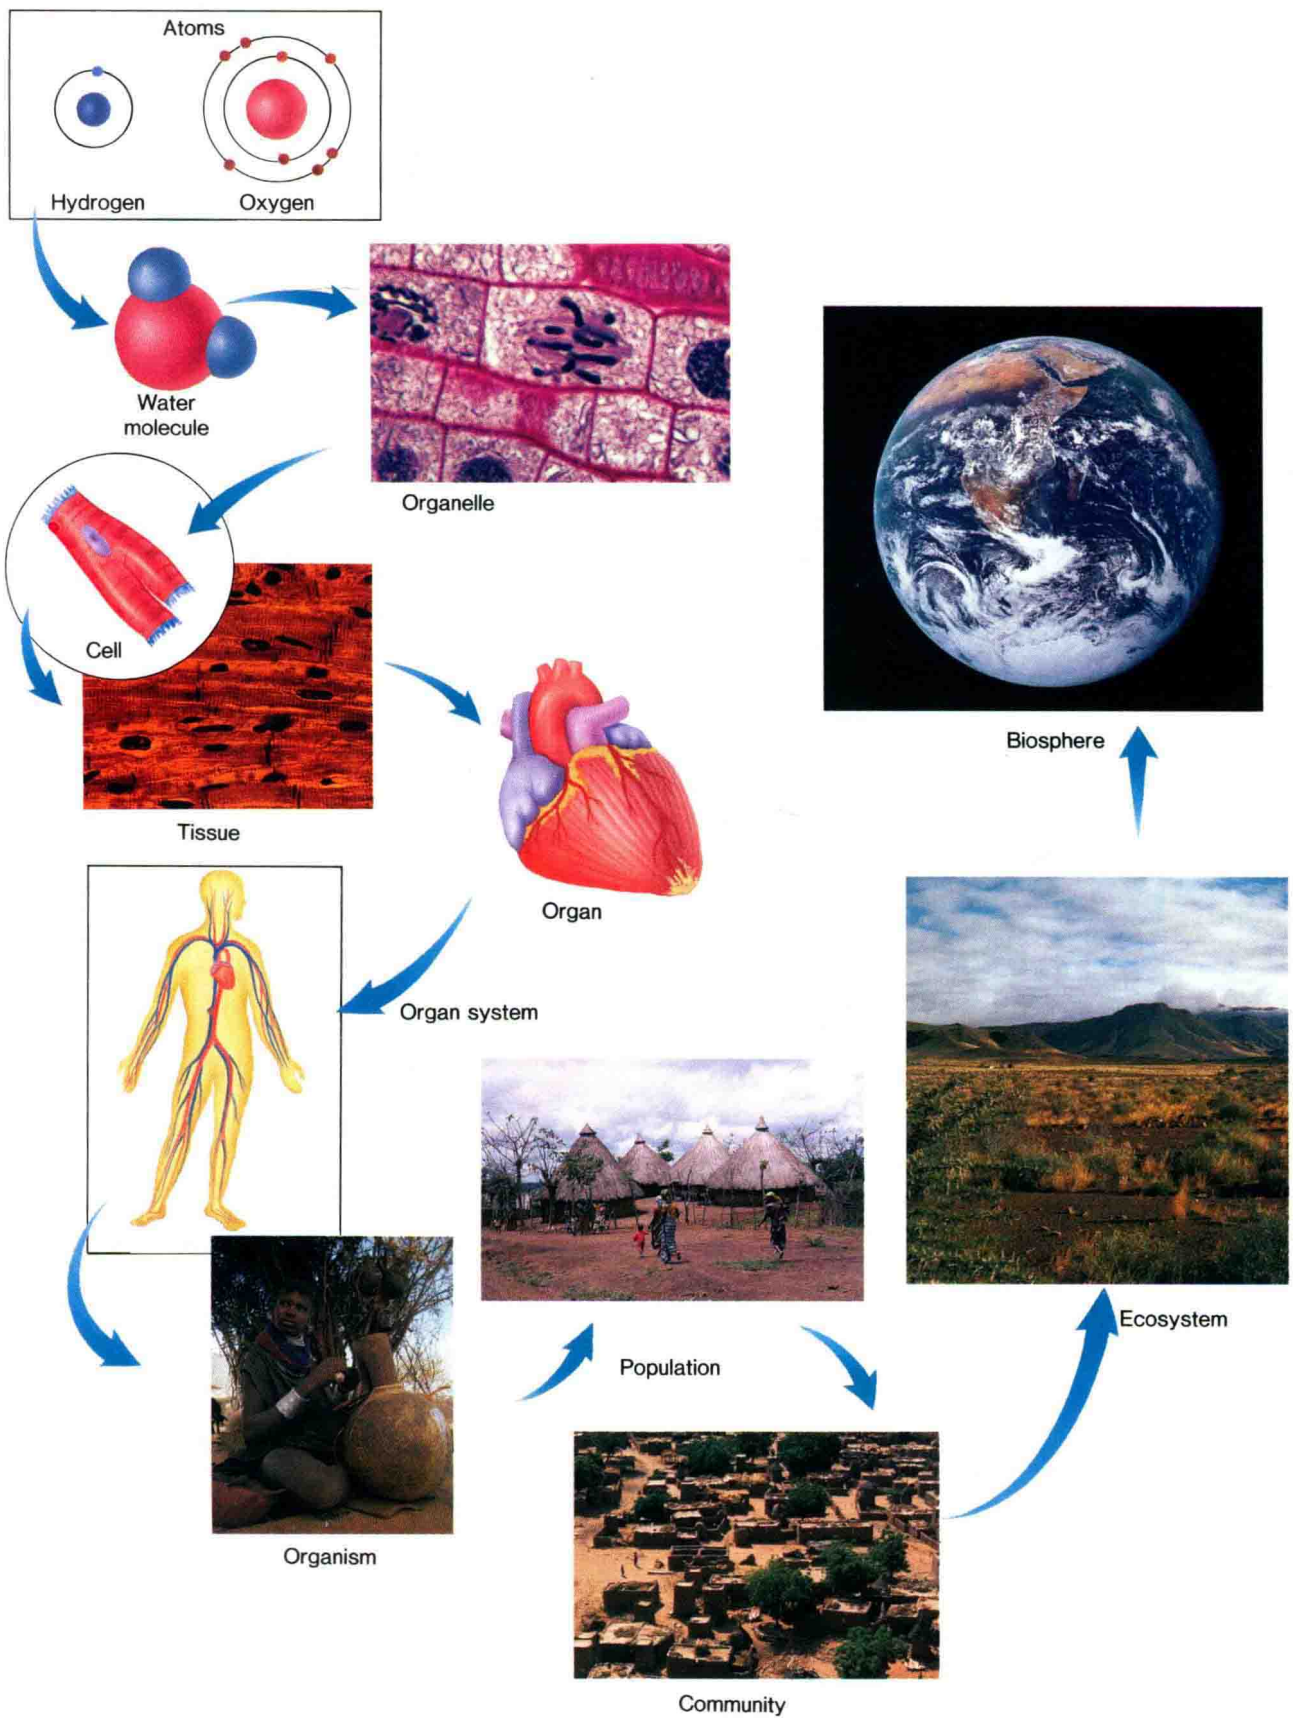 Atoms
Hydrogen
Oxygen
Water
molecule
Organelle
Cell
Tissue
Organ
Organ system
Organism
Population
Community
Ecosystem
Biosphere